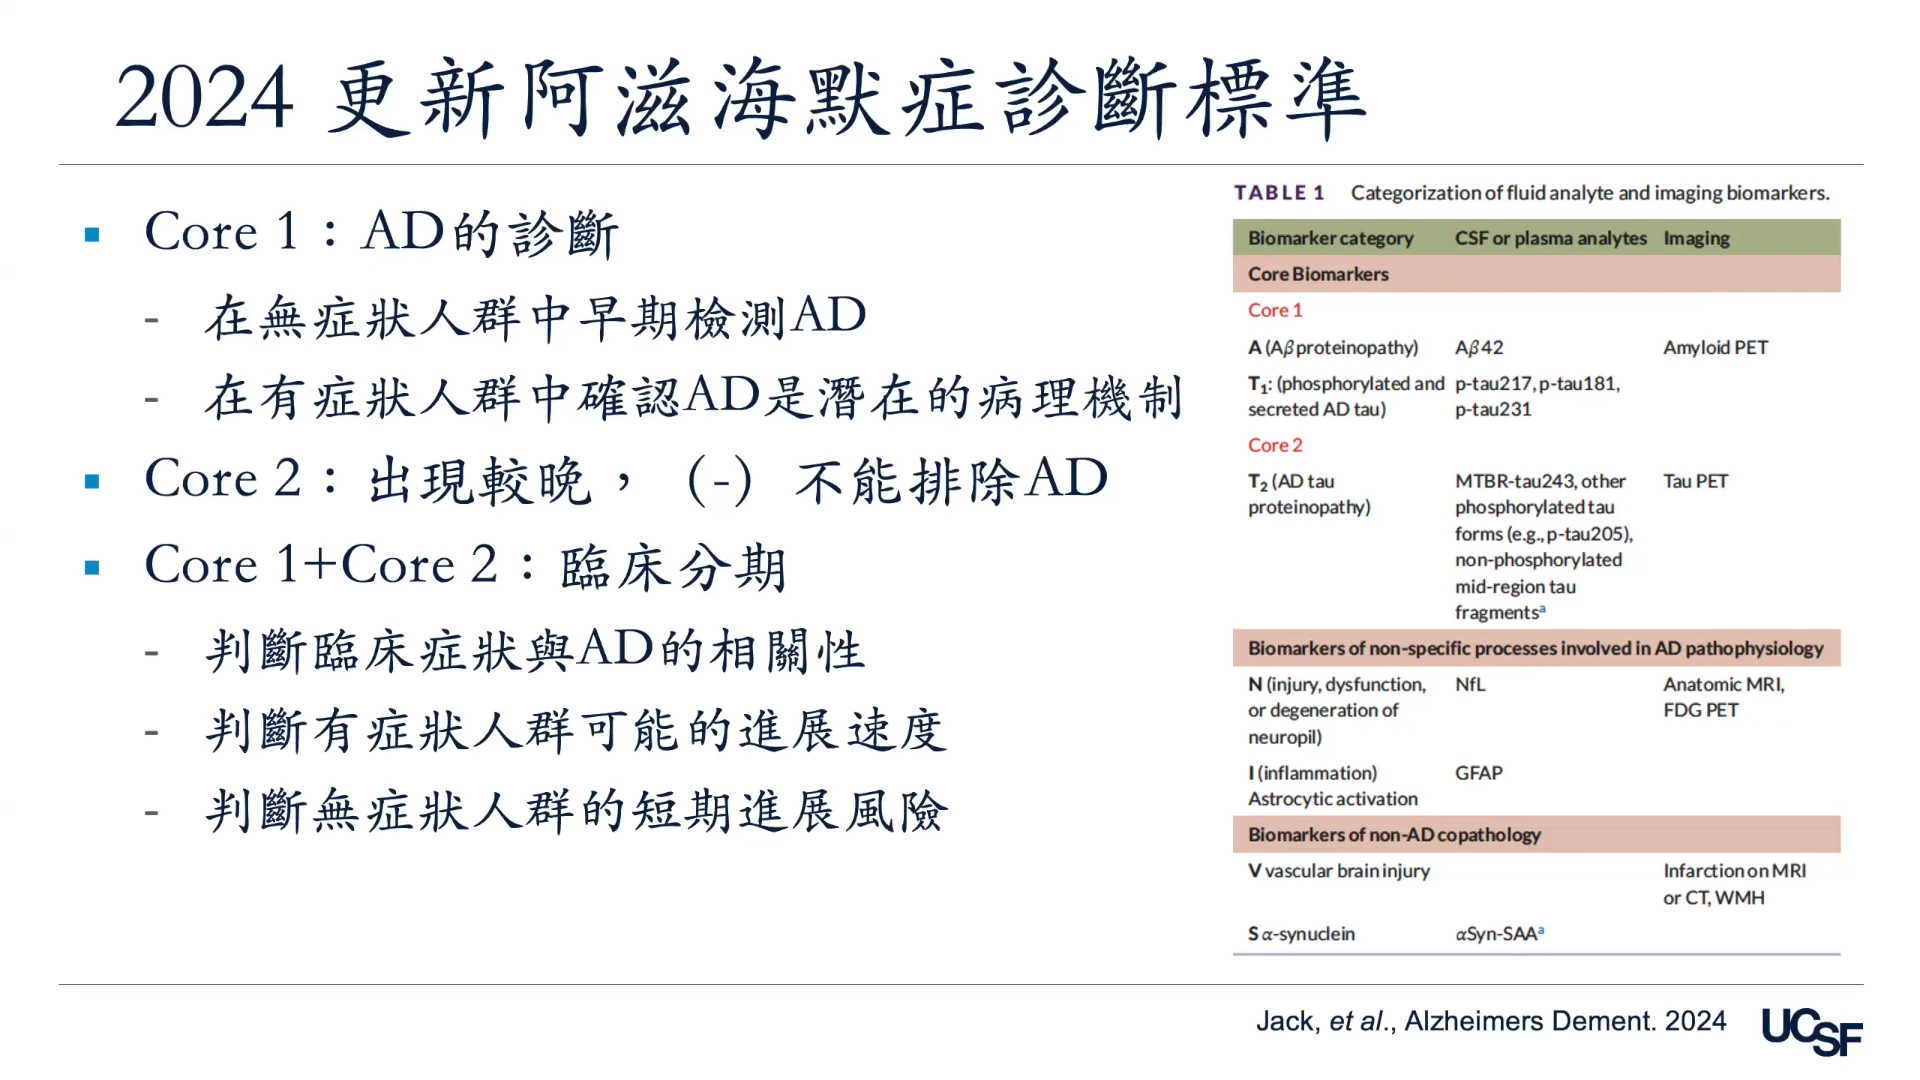 2024 更新阿滋海默症診斷標準
Core 1：AD的診斷
- 在無症狀人群中早期檢測AD
- 在有症狀人群中確認AD是潛在的病理機制
Core 2：出現較晚，（-）不能排除AD
Core 1+Core 2：臨床分期
- 判斷臨床症狀與AD的相關性
- 判斷有症狀人群可能的進展速度
- 判斷無症狀人群的短期進展風險
TABLE 1 Categorization of fluid analyte and imaging biomarkers.
Biomarker category CSF or plasma analytes Imaging
Core Biomarkers
Core 1
A (Aβ proteinopathy) Aβ42 Amyloid PET
T1: (phosphorylated and p-tau217, p-tau181,
secreted AD tau) p-tau231
Core 2
T2 (AD tau MTBR-tau243, other Tau PET
proteinopathy) phosphorylated tau
forms (e.g., p-tau205),
non-phosphorylated
mid-region tau
fragmentsa
Biomarkers of non-specific processes involved in AD pathophysiology
N (injury, dysfunction, NfL Anatomic MRI,
or degeneration of FDG PET
neuropil)
I (inflammation) GFAP
Astrocytic activation
Biomarkers of non-AD copathology
V vascular brain injury Infarction on MRI
or CT, WMH
S α-synuclein αSyn-SAAa
Jack, et al., Alzheimers Dement. 2024
UCSF